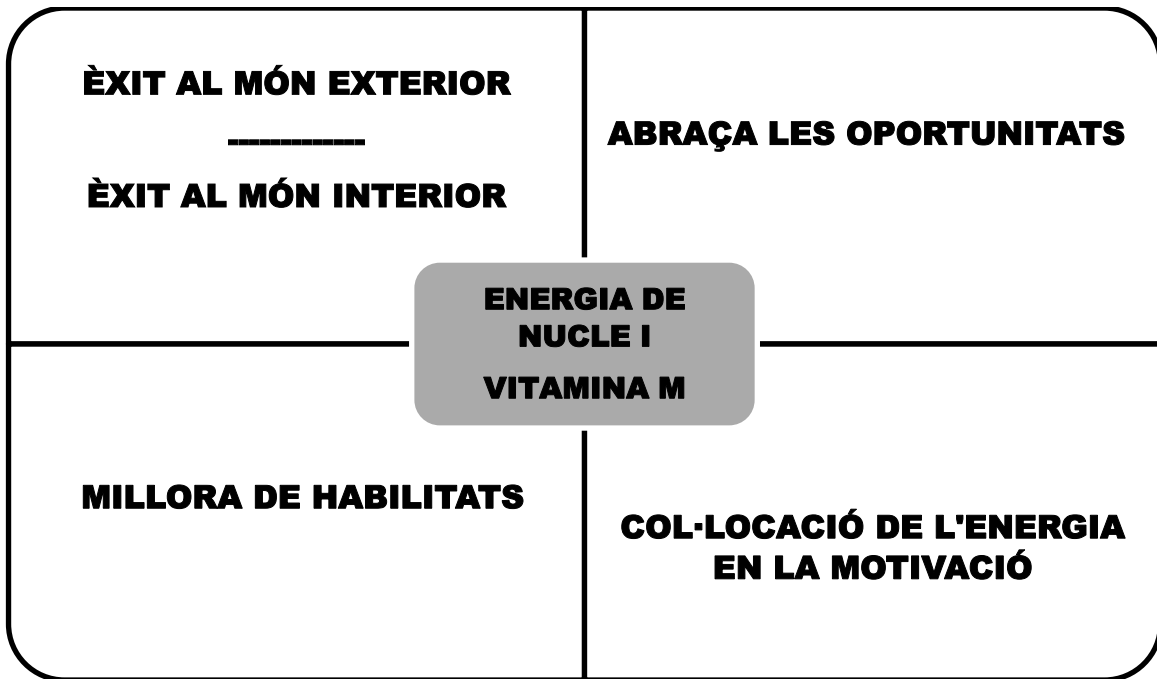 ÈXIT AL MÓN EXTERIOR
-------------
ÈXIT AL MÓN INTERIOR
ABRAÇA LES OPORTUNITATS
ENERGIA DE
NUCLE I
VITAMINA M
MILLORA DE HABILITATS
COL·LOCACIÓ DE L'ENERGIA
EN LA MOTIVACIÓ